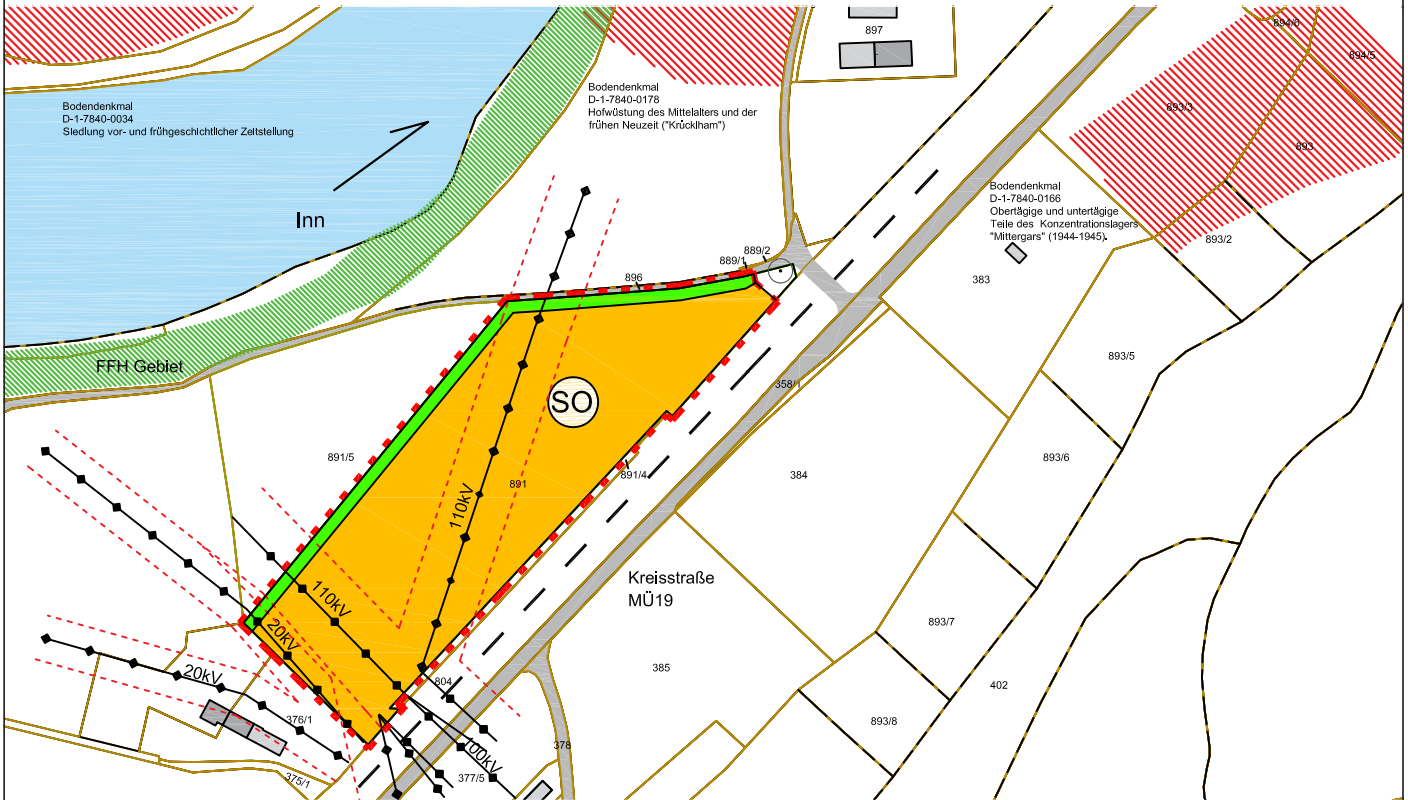 897
894/6
894/5
Bodendenkmal
D-1-7840-0034
Siedlung vor- und frühgeschichtlicher Zeitstellung
Bodendenkmal
D-1-7840-0178
Hofwüstung des Mittelalters und der
frühen Neuzeit ("Krücklham")
893/3
893
Inn
Bodendenkmal
D-1-7840-0166
Obertägige und untertägige
Teile des Konzentrationslagers
"Mittergars" (1944-1945).
893/2
889/2
889/1
896
383
FFH Gebiet
893/5
358/1
SO
891/5
891/4
891
384
893/6
110kV
Kreisstraße
MÜ19
110kV
20kV
893/7
385
20kV
804
402
376/1
893/8
378
100kV
377/5
375/1